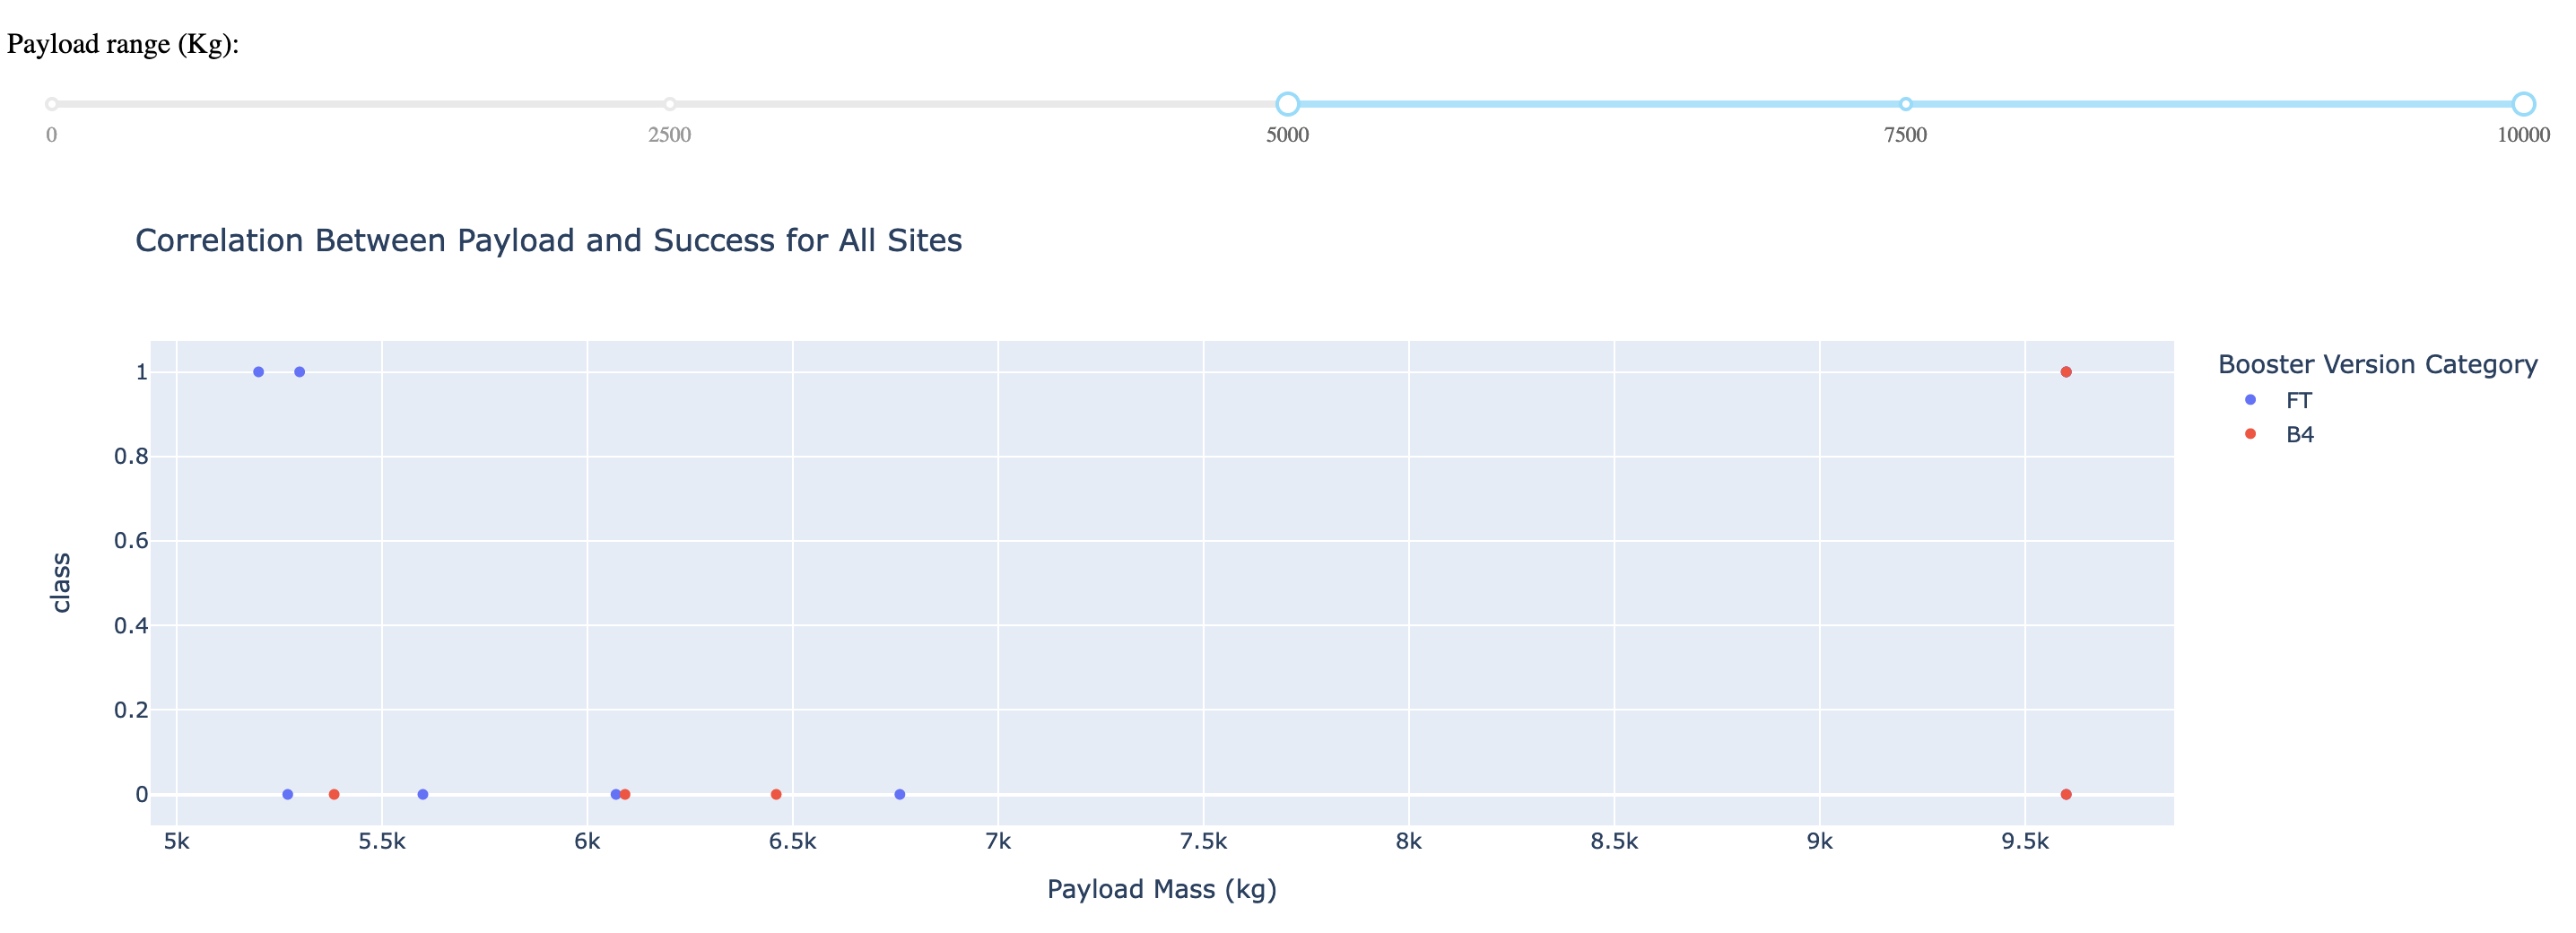 Payload range (Kg):
0 2500 5000 7500 10000
Correlation Between Payload and Success for All Sites
Booster Version Category
FT
B4
1
0.8
0.6
0.4
0.2
0
class
5k 5.5k 6k 6.5k 7k 7.5k 8k 8.5k 9k 9.5k
Payload Mass (kg)